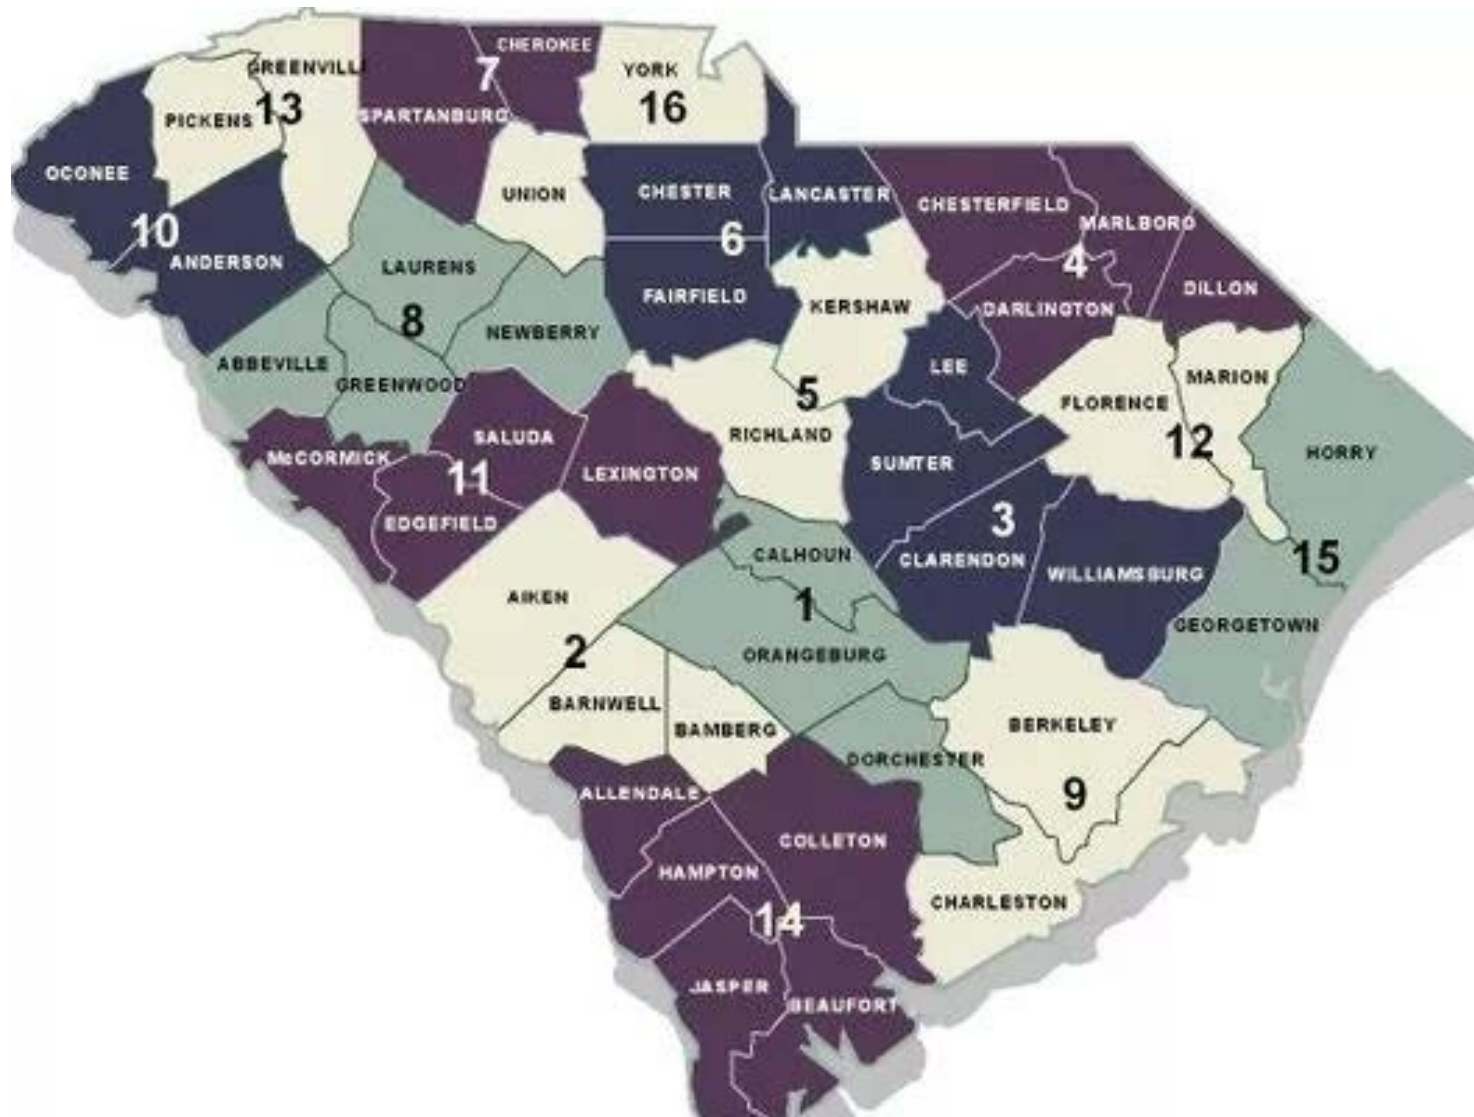 CHEROKEE
GREENVILLE
YORK
7
16
13
PICKENS
SPARTANBURG
OCONEE
UNION
CHESTER
LANCASTER
CHESTERFIELD
MARLBORO
10
6
ANDERSON
LAURENS
4
DILLON
FAIRFIELD
KERSHAW
DARLINGTON
8
NEWBERRY
ABBEVILLE
LEE
MARION
GREENWOOD
5
FLORENCE
RICHLAND
SALUDA
12
HORRY
McCORMICK
SUMTER
11
LEXINGTON
EDGEFIELD
3
CALHOUN
CLARENDON
15
WILLIAMSBURG
AIKEN
1
GEORGETOWN
2
ORANGEBURG
BARNWELL
BERKELEY
BAMBERG
DORCHESTER
ALLENDALE
9
COLLETON
HAMPTON
CHARLESTON
14
JASPER
BEAUFORT